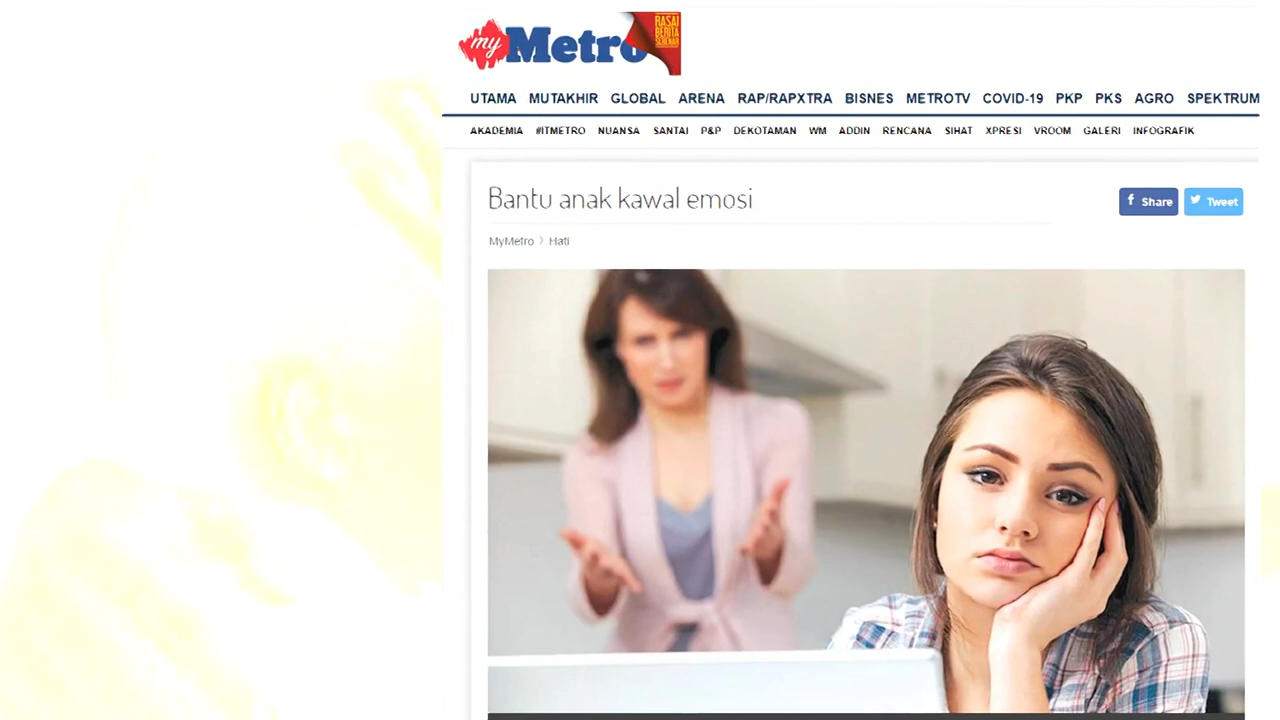 my Metro
RASAI
BERITA
SEBENAR
UTAMA MUTAKHIR GLOBAL ARENA RAP/RAPXTRA BISNES METROTV COVID-19 PKP PKS AGRO SPEKTRUM
AKADEMIA #ITMETRO NUANSA SANTAI P&P DEKOTAMAN WM ADDIN RENCANA SIHAT XPRESI VROOM GALERI INFOGRAFIK
Bantu anak kawal emosi
Share Tweet
MyMetro > Hati